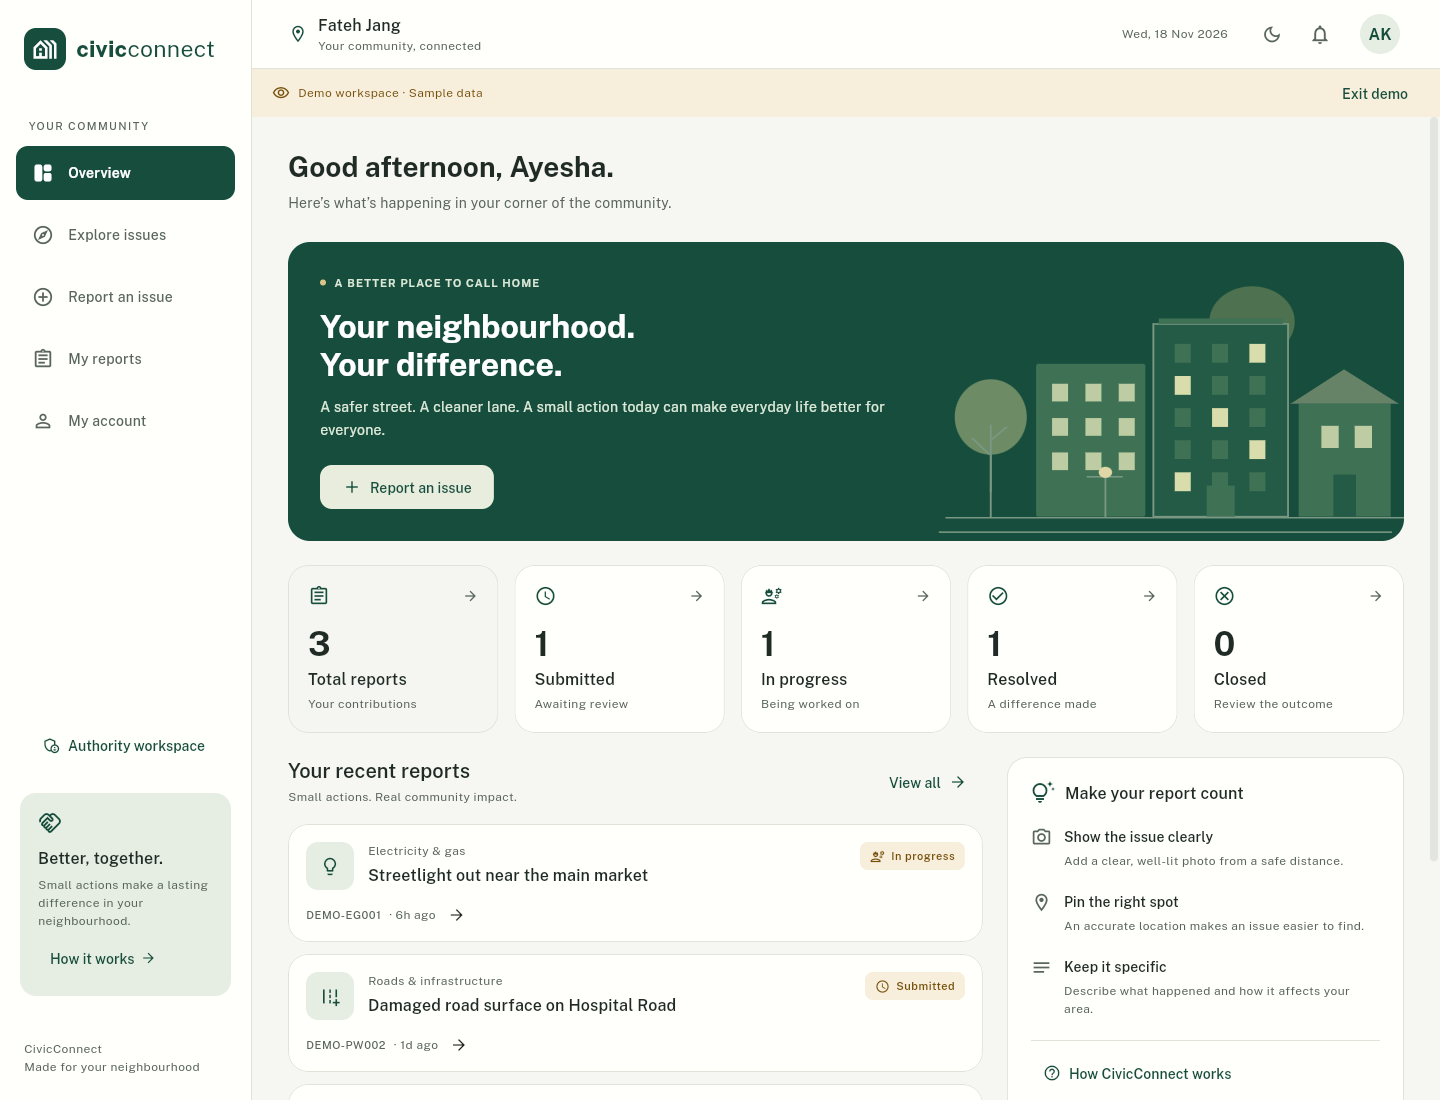 civicconnect
YOUR COMMUNITY
Overview
Explore issues
Report an issue
My reports
My account
Authority workspace
Better, together.
Small actions make a lasting
difference in your
neighbourhood.
How it works
CivicConnect
Made for your neighbourhood
Fateh Jang
Your community, connected
Wed, 18 Nov 2026
AK
Demo workspace · Sample data
Exit demo
Good afternoon, Ayesha.
Here's what's happening in your corner of the community.
A BETTER PLACE TO CALL HOME
Your neighbourhood.
Your difference.
A safer street. A cleaner lane. A small action today can make everyday life better for
everyone.
Report an issue
3
Total reports
Your contributions
1
Submitted
Awaiting review
1
In progress
Being worked on
1
Resolved
A difference made
0
Closed
Review the outcome
Your recent reports
Small actions. Real community impact.
View all
Electricity & gas
Streetlight out near the main market
In progress
DEMO-EG001 · 6h ago
Roads & infrastructure
Damaged road surface on Hospital Road
Submitted
DEMO-PW002 · 1d ago
Make your report count
Show the issue clearly
Add a clear, well-lit photo from a safe distance.
Pin the right spot
An accurate location makes an issue easier to find.
Keep it specific
Describe what happened and how it affects your
area.
How CivicConnect works